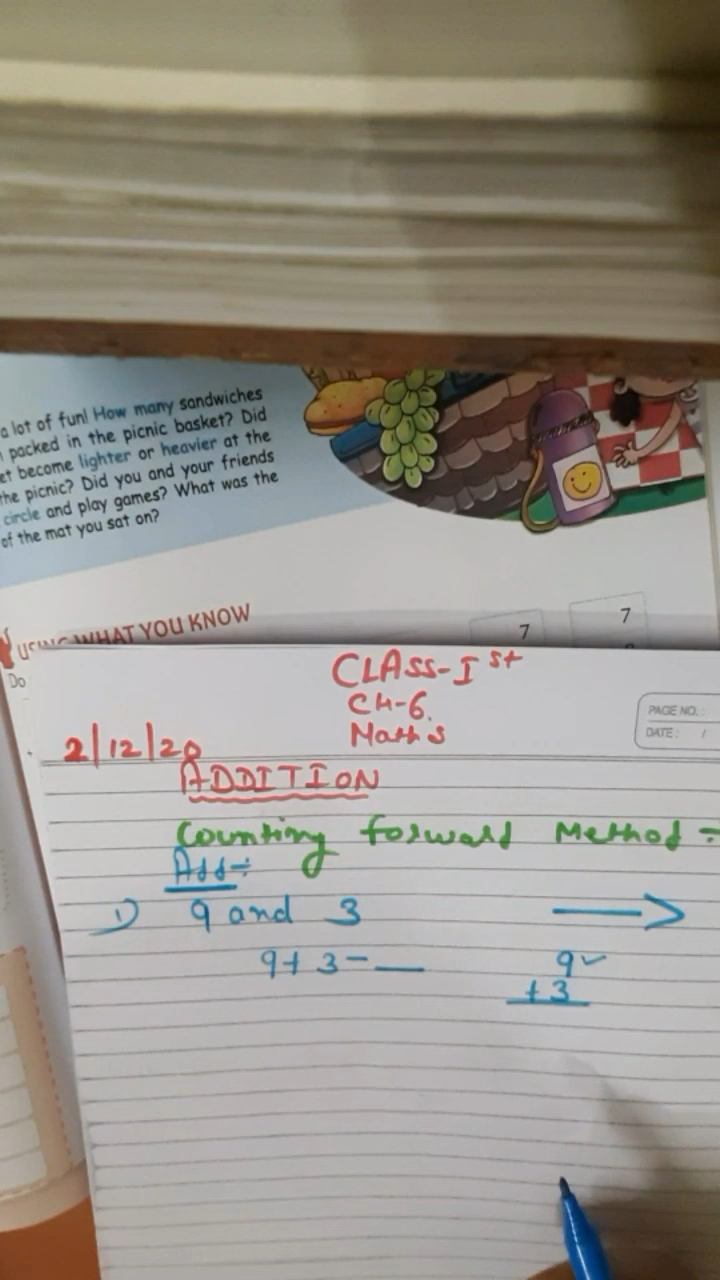 a lot of fun! How many sandwiches
packed in the picnic basket? Did
et become lighter or heavier at the
the picnic? Did you and your friends
circle and play games? What was the
of the mat you sat on?
USING WHAT YOU KNOW
Do
7
7
CLASS-I st
CH-6.
Maths
PAGE NO.:
DATE: /
2/12/20
ADDITION
Counting forward Method =
Add:-
1) 9 and 3 →
9+3=__
9✓
+3